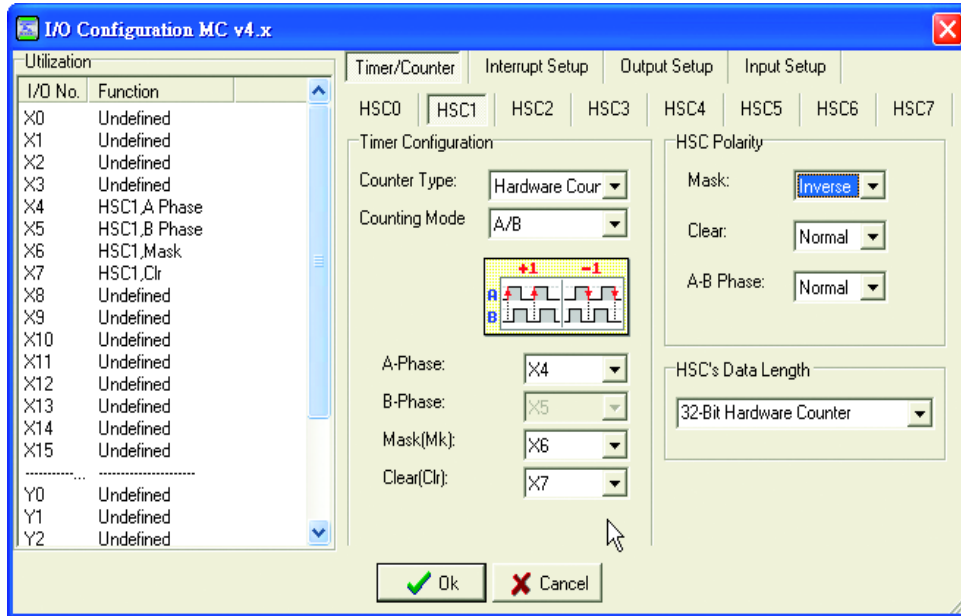 I/O Configuration MC v4.x
Utilization
I/O No. Function
X0 Undefined
X1 Undefined
X2 Undefined
X3 Undefined
X4 HSC1,A Phase
X5 HSC1,B Phase
X6 HSC1,Mask
X7 HSC1,Clr
X8 Undefined
X9 Undefined
X10 Undefined
X11 Undefined
X12 Undefined
X13 Undefined
X14 Undefined
X15 Undefined
----------... --------------------
Y0 Undefined
Y1 Undefined
Y2 Undefined
Timer/Counter Interrupt Setup Output Setup Input Setup
HSC0 HSC1 HSC2 HSC3 HSC4 HSC5 HSC6 HSC7
Timer Configuration
Counter Type: Hardware Cour
Counting Mode A/B
+1 -1
A
B
A-Phase: X4
B-Phase: X5
Mask(Mk): X6
Clear(Clr): X7
HSC Polarity
Mask: Inverse
Clear: Normal
A-B Phase: Normal
HSC's Data Length
32-Bit Hardware Counter
Ok Cancel